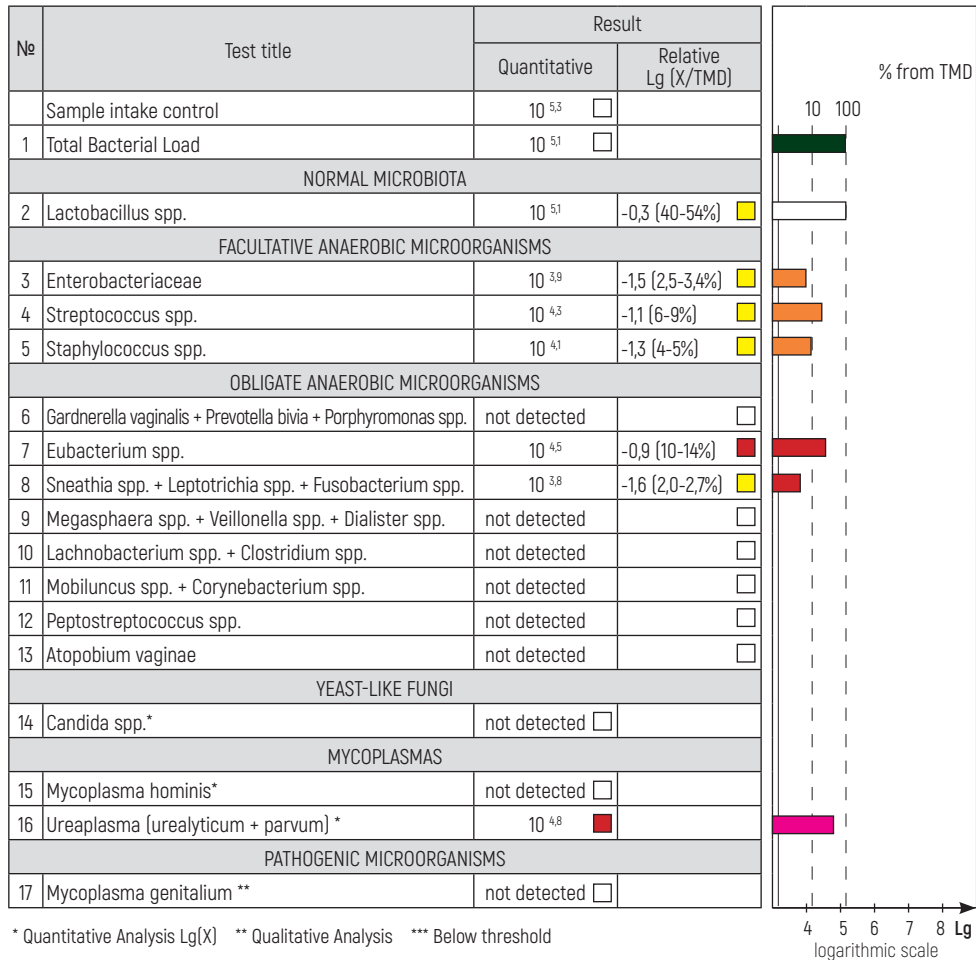 № Test title Result
Quantitative Relative Lg (X/TMD)
% from TMD
Sample intake control 10 5,3
10 100
1 Total Bacterial Load 10 5,1
NORMAL MICROBIOTA
2 Lactobacillus spp. 10 5,1 -0,3 (40-54%)
FACULTATIVE ANAEROBIC MICROORGANISMS
3 Enterobacteriaceae 10 3,9 -1,5 (2,5-3,4%)
4 Streptococcus spp. 10 4,3 -1,1 (6-9%)
5 Staphylococcus spp. 10 4,1 -1,3 (4-5%)
OBLIGATE ANAEROBIC MICROORGANISMS
6 Gardnerella vaginalis + Prevotella bivia + Porphyromonas spp. not detected
7 Eubacterium spp. 10 4,5 -0,9 (10-14%)
8 Sneathia spp. + Leptotrichia spp. + Fusobacterium spp. 10 3,8 -1,6 (2,0-2,7%)
9 Megasphaera spp. + Veillonella spp. + Dialister spp. not detected
10 Lachnobacterium spp. + Clostridium spp. not detected
11 Mobiluncus spp. + Corynebacterium spp. not detected
12 Peptostreptococcus spp. not detected
13 Atopobium vaginae not detected
YEAST-LIKE FUNGI
14 Candida spp.* not detected
MYCOPLASMAS
15 Mycoplasma hominis* not detected
16 Ureaplasma (urealyticum + parvum) * 10 4,8
PATHOGENIC MICROORGANISMS
17 Mycoplasma genitalium ** not detected
4 5 6 7 8 Lg
logarithmic scale
* Quantitative Analysis Lg(X) ** Qualitative Analysis *** Below threshold